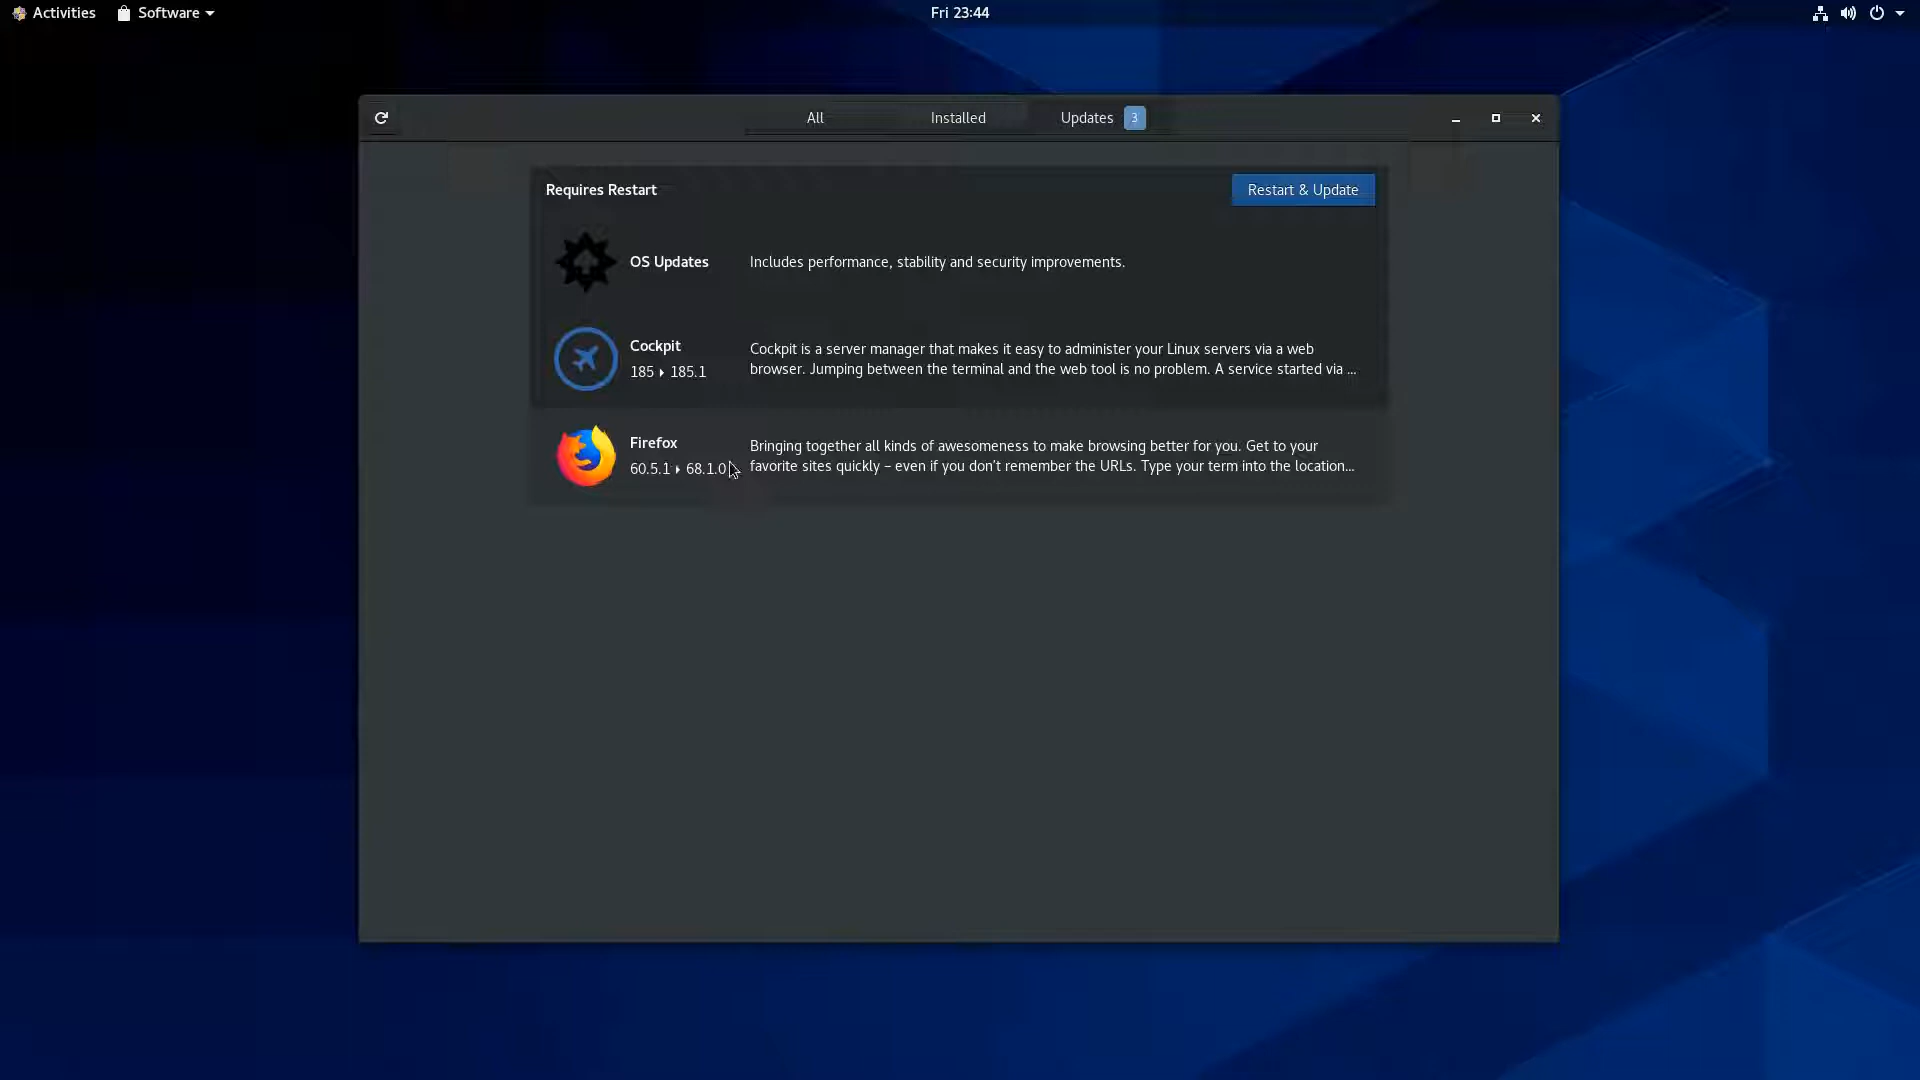 Activities Software Fri 23:44
All Installed Updates 3
Requires Restart Restart & Update
OS Updates Includes performance, stability and security improvements.
Cockpit
185 ▸ 185.1
Cockpit is a server manager that makes it easy to administer your Linux servers via a web
browser. Jumping between the terminal and the web tool is no problem. A service started via ...
Firefox
60.5.1 ▸ 68.1.0
Bringing together all kinds of awesomeness to make browsing better for you. Get to your
favorite sites quickly – even if you don't remember the URLs. Type your term into the location...